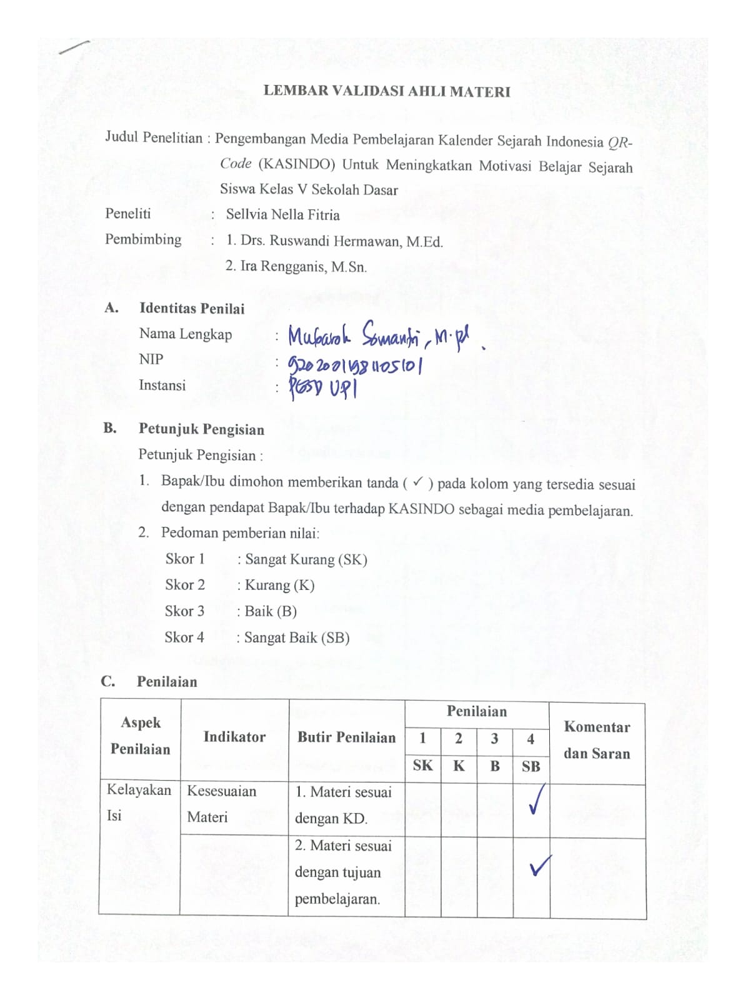 LEMBAR VALIDASI AHLI MATERI
Judul Penelitian : Pengembangan Media Pembelajaran Kalender Sejarah Indonesia QR-
Code (KASINDO) Untuk Meningkatkan Motivasi Belajar Sejarah
Siswa Kelas V Sekolah Dasar
Peneliti : Sellvia Nella Fitria
Pembimbing : 1. Drs. Ruswandi Hermawan, M.Ed.
2. Ira Rengganis, M.Sn.
A. Identitas Penilai
Nama Lengkap : Mubarok Somantri, M.Pd.
NIP : 920200119881105101
Instansi : PGSD UPI
B. Petunjuk Pengisian
Petunjuk Pengisian :
1. Bapak/Ibu dimohon memberikan tanda ( ✓ ) pada kolom yang tersedia sesuai
dengan pendapat Bapak/Ibu terhadap KASINDO sebagai media pembelajaran.
2. Pedoman pemberian nilai:
Skor 1 : Sangat Kurang (SK)
Skor 2 : Kurang (K)
Skor 3 : Baik (B)
Skor 4 : Sangat Baik (SB)
C. Penilaian
Aspek Penilaian Indikator Butir Penilaian Penilaian Komentar dan Saran
1 2 3 4
SK K B SB
Kelayakan Kesesuaian 1. Materi sesuai ✓
Isi Materi dengan KD.
2. Materi sesuai ✓
dengan tujuan
pembelajaran.